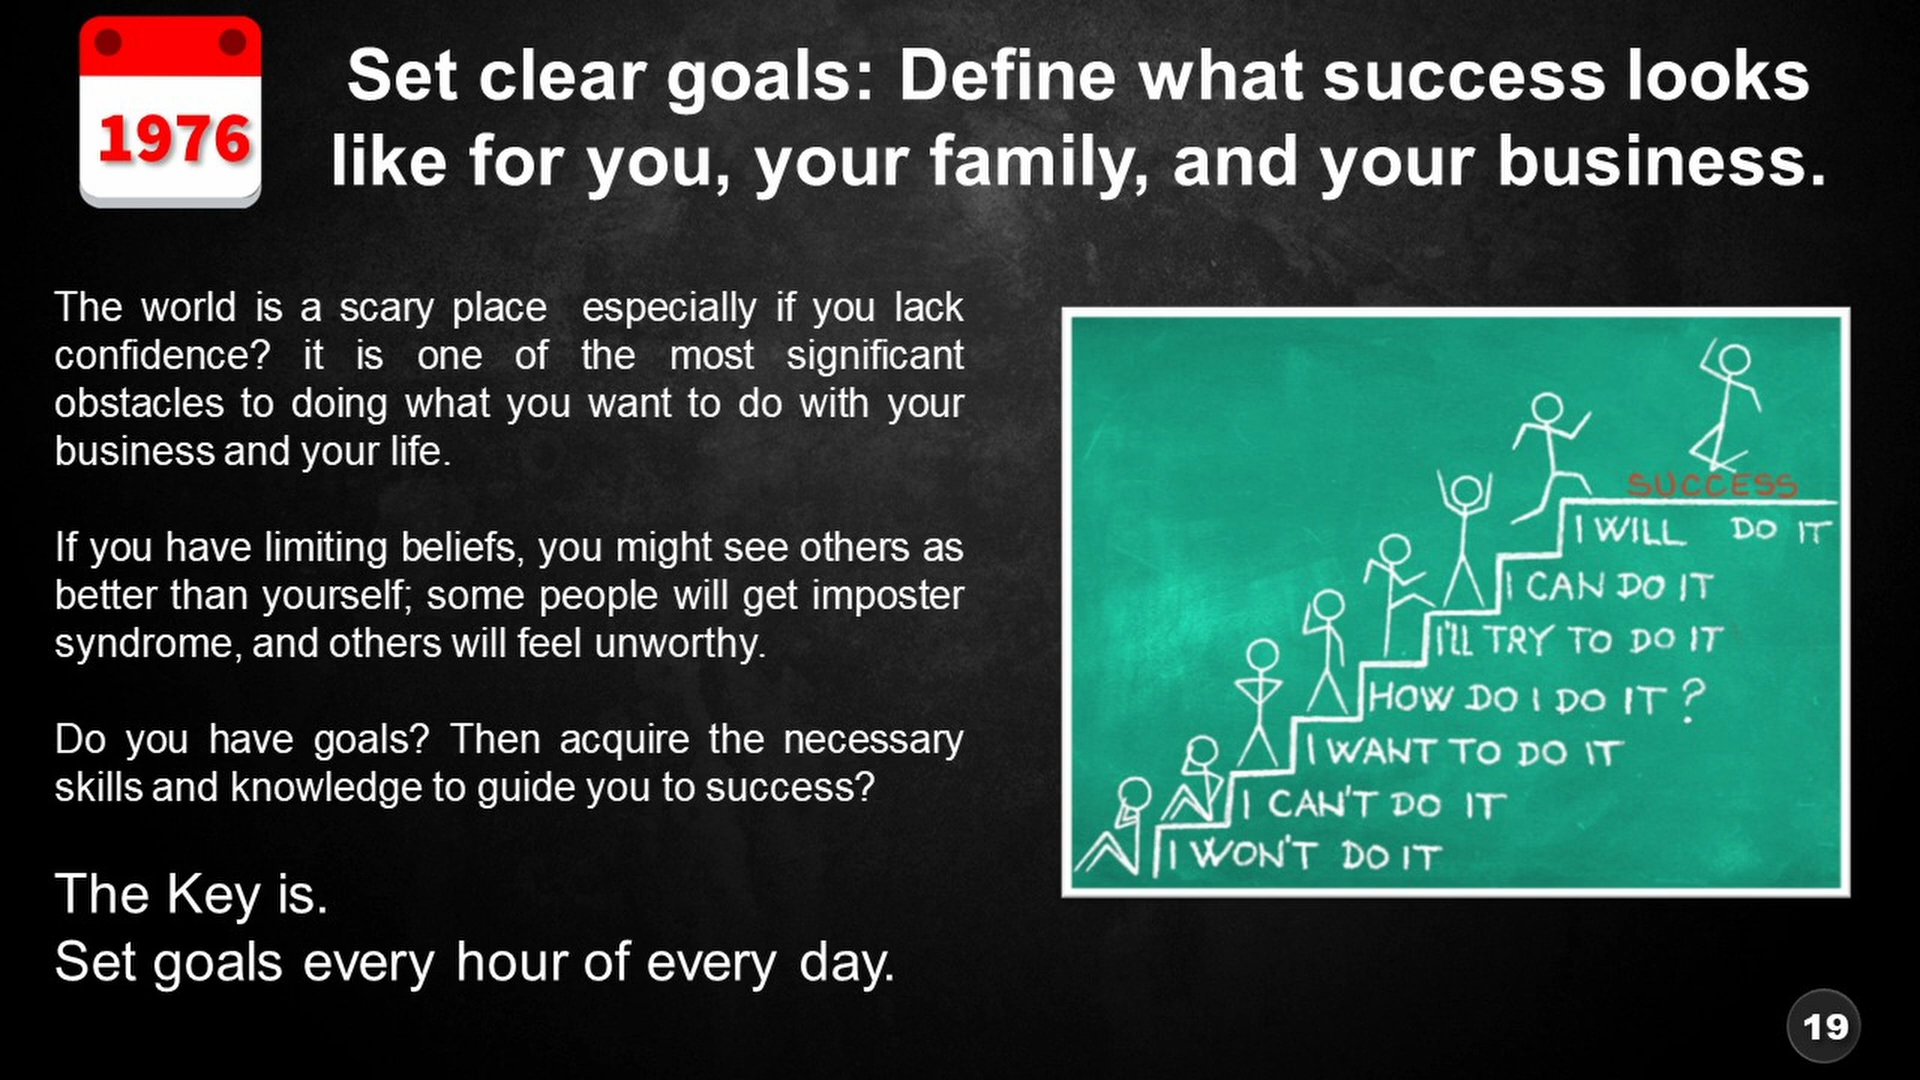 1976
Set clear goals: Define what success looks
like for you, your family, and your business.
The world is a scary place especially if you lack
confidence? it is one of the most significant
obstacles to doing what you want to do with your
business and your life.
If you have limiting beliefs, you might see others as
better than yourself; some people will get imposter
syndrome, and others will feel unworthy.
Do you have goals? Then acquire the necessary
skills and knowledge to guide you to success?
The Key is.
Set goals every hour of every day.
SUCCESS
I WILL DO IT
I CAN DO IT
I'LL TRY TO DO IT
HOW DO I DO IT?
I WANT TO DO IT
I CAN'T DO IT
I WON'T DO IT
19